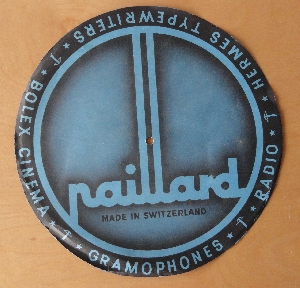 paillard
MADE IN SWITZERLAND
HERMES TYPEWRITERS
RADIO
GRAMOPHONES
BOLEX CINEMA